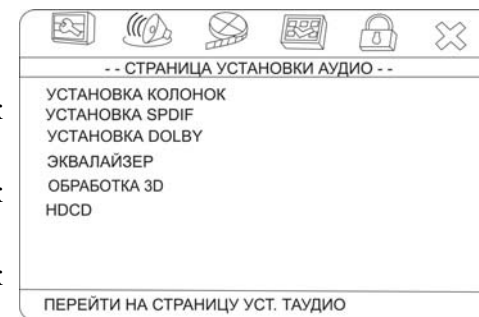 - - СТРАНИЦА УСТАНОВКИ АУДИО - -
УСТАНОВКА КОЛОНОК
УСТАНОВКА SPDIF
УСТАНОВКА DOLBY
ЭКВАЛАЙЗЕР
ОБРАБОТКА 3D
HDCD
ПЕРЕЙТИ НА СТРАНИЦУ УСТ. ТАУДИО